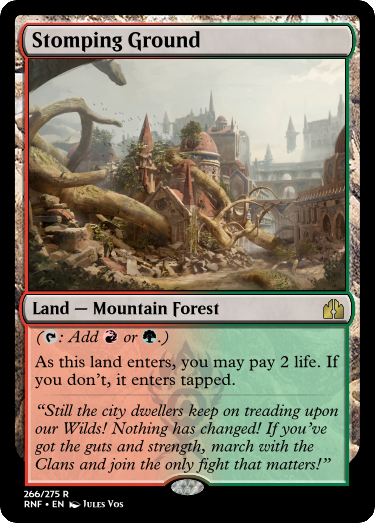 Stomping Ground
Land — Mountain Forest
(: Add or .)
As this land enters, you may pay 2 life. If
you don't, it enters tapped.
“Still the city dwellers keep on treading upon
our Wilds! Nothing has changed! If you’ve
got the guts and strength, march with the
Clans and join the only fight that matters!”
266/275 R
RNF • EN Jules Vos